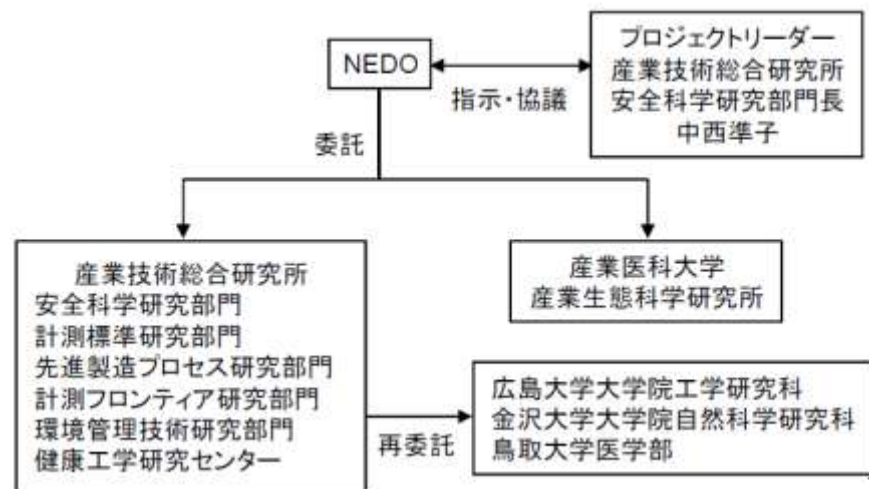 NEDO
プロジェクトリーダー
産業技術総合研究所
安全科学研究部門長
中西準子
指示・協議
委託
産業技術総合研究所
安全科学研究部門
計測標準研究部門
先進製造プロセス研究部門
計測フロンティア研究部門
環境管理技術研究部門
健康工学研究センター
産業医科大学
産業生態科学研究所
再委託
広島大学大学院工学研究科
金沢大学大学院自然科学研究科
鳥取大学医学部